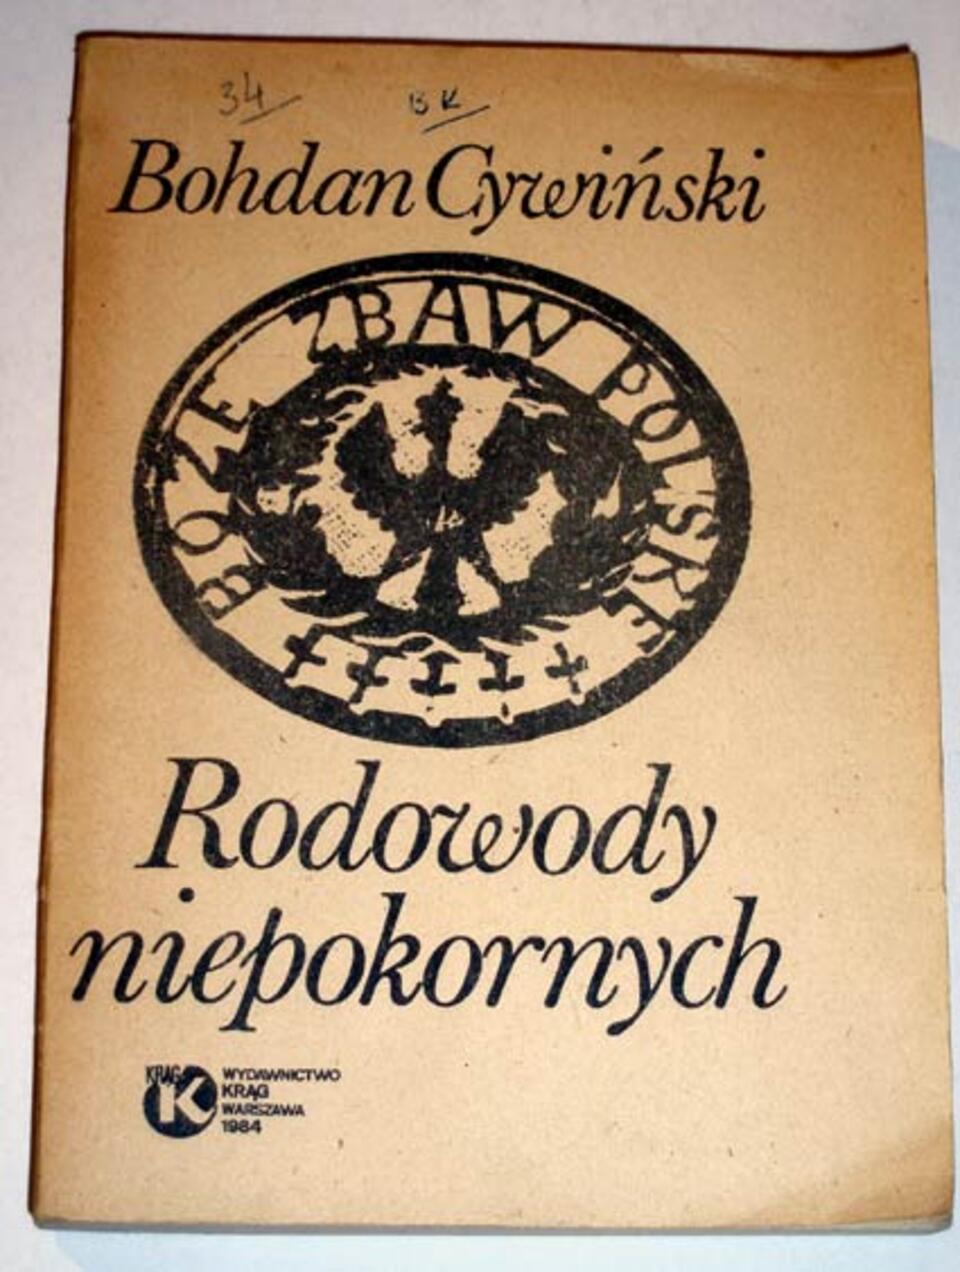 34 BK
Bohdan Cywiński
BOŻE ZBAW POLSKĘ
Rodowody
niepokornych
KRĄG
K
WYDAWNICTWO
KRĄG
WARSZAWA
1984